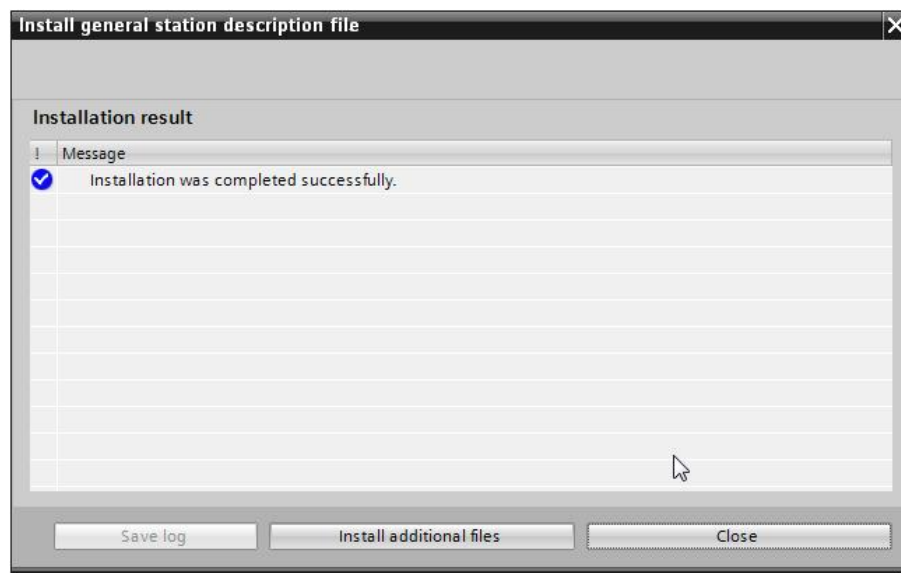 Install general station description file
Installation result
! Message
Installation was completed successfully.
Save log Install additional files Close